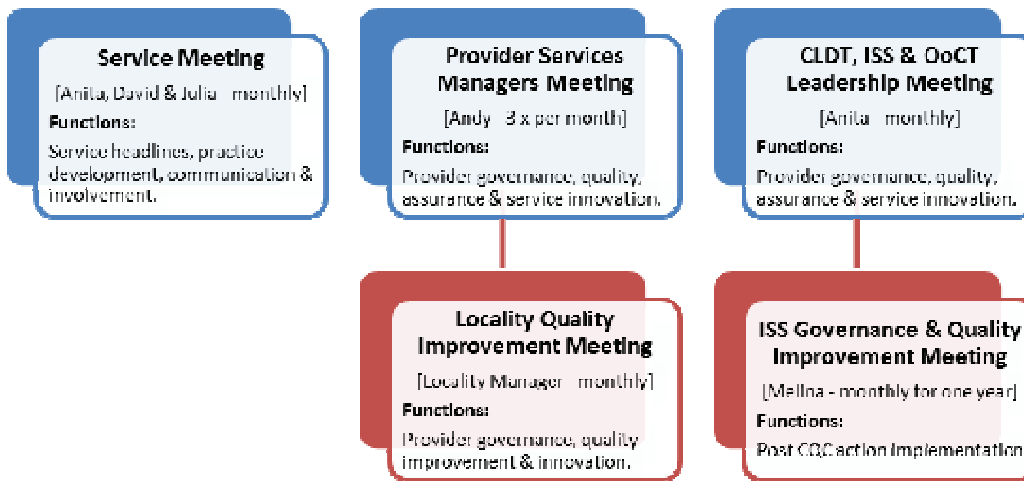 Service Meeting
[Anita, David & Julia - monthly]
Functions:
Service headlines, practice
development, communication &
involvement.
Provider Services
Managers Meeting
[Andy - 3 x per month]
Functions:
Provider governance, quality,
assurance & service innovation.
CLDT, ISS & OoCT
Leadership Meeting
[Anita - monthly]
Functions:
Provider governance, quality,
assurance & service innovation.
Locality Quality
Improvement Meeting
[Locality Manager - monthly]
Functions:
Provider governance, quality
improvement & innovation.
ISS Governance & Quality
Improvement Meeting
[Melina - monthly for one year]
Functions:
Post CQC action implementation